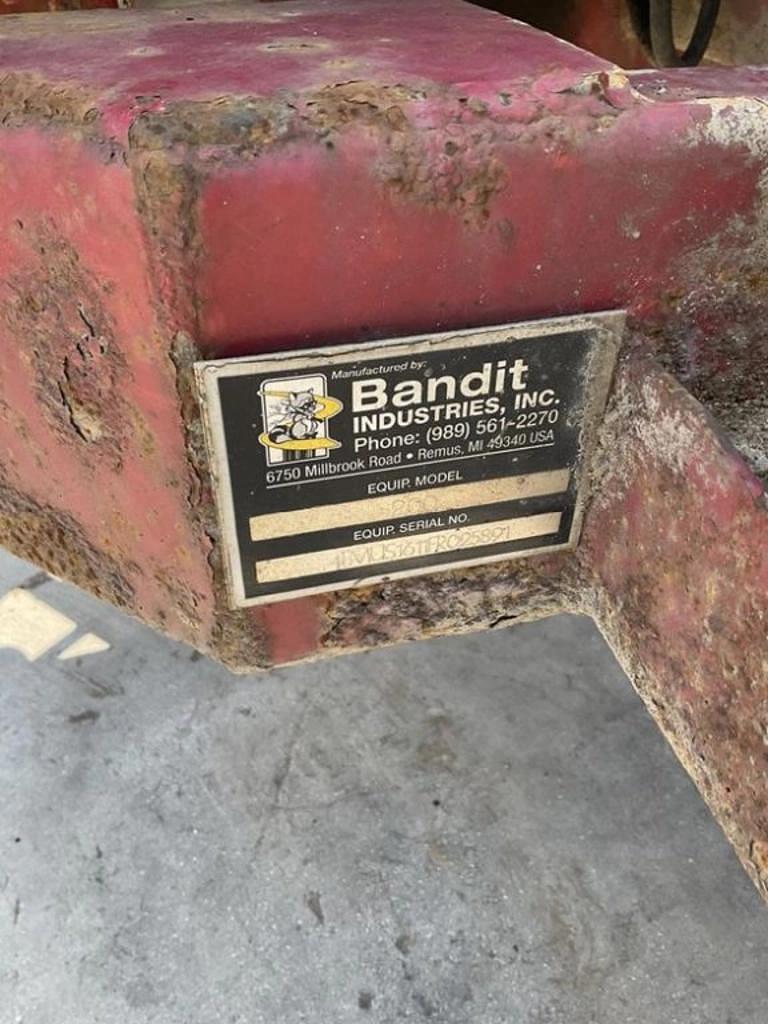 Manufactured by:
Bandit
INDUSTRIES, INC.
Phone: (989) 561-2270
6750 Millbrook Road • Remus, MI 49340 USA
EQUIP. MODEL
EQUIP. SERIAL NO.